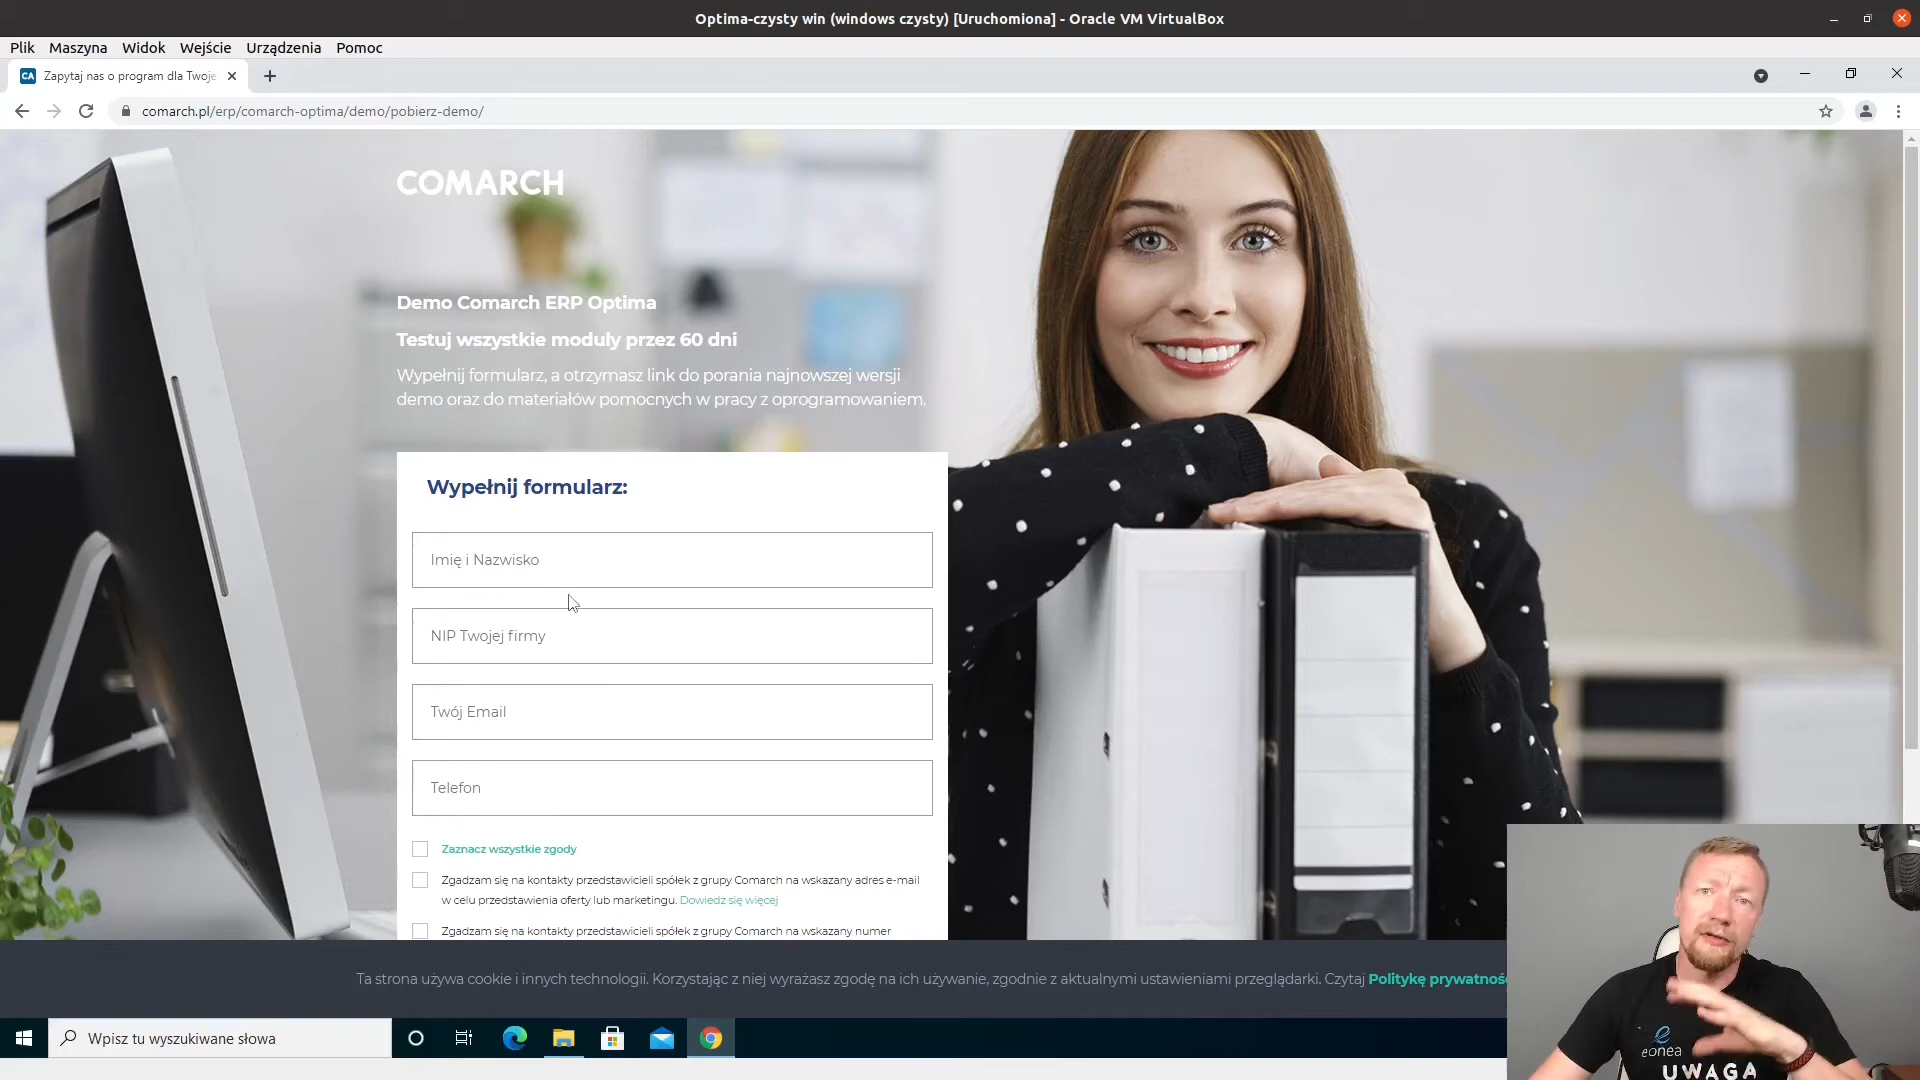 Optima-czysty win (windows czysty) [Uruchomiona] - Oracle VM VirtualBox
Plik Maszyna Widok Wejście Urządzenia Pomoc
CA Zapytaj nas o program dla Twoje
comarch.pl/erp/comarch-optima/demo/pobierz-demo/
COMARCH
Demo Comarch ERP Optima
Testuj wszystkie moduly przez 60 dni
Wypełnij formularz, a otrzymasz link do porania najnowszej wersji
demo oraz do materiałów pomocnych w pracy z oprogramowaniem.
Wypełnij formularz:
Imię i Nazwisko
NIP Twojej firmy
Twój Email
Telefon
Zaznacz wszystkie zgody
Zgadzam się na kontakty przedstawicieli spółek z grupy Comarch na wskazany adres e-mail
w celu przedstawienia oferty lub marketingu. Dowiedz się więcej
Zgadzam się na kontakty przedstawicieli spółek z grupy Comarch na wskazany numer
Ta strona używa cookie i innych technologii. Korzystając z niej wyrażasz zgodę na ich używanie, zgodnie z aktualnymi ustawieniami przeglądarki. Czytaj Politykę prywatnoś
Wpisz tu wyszukiwane słowa
eonea
UWAGA